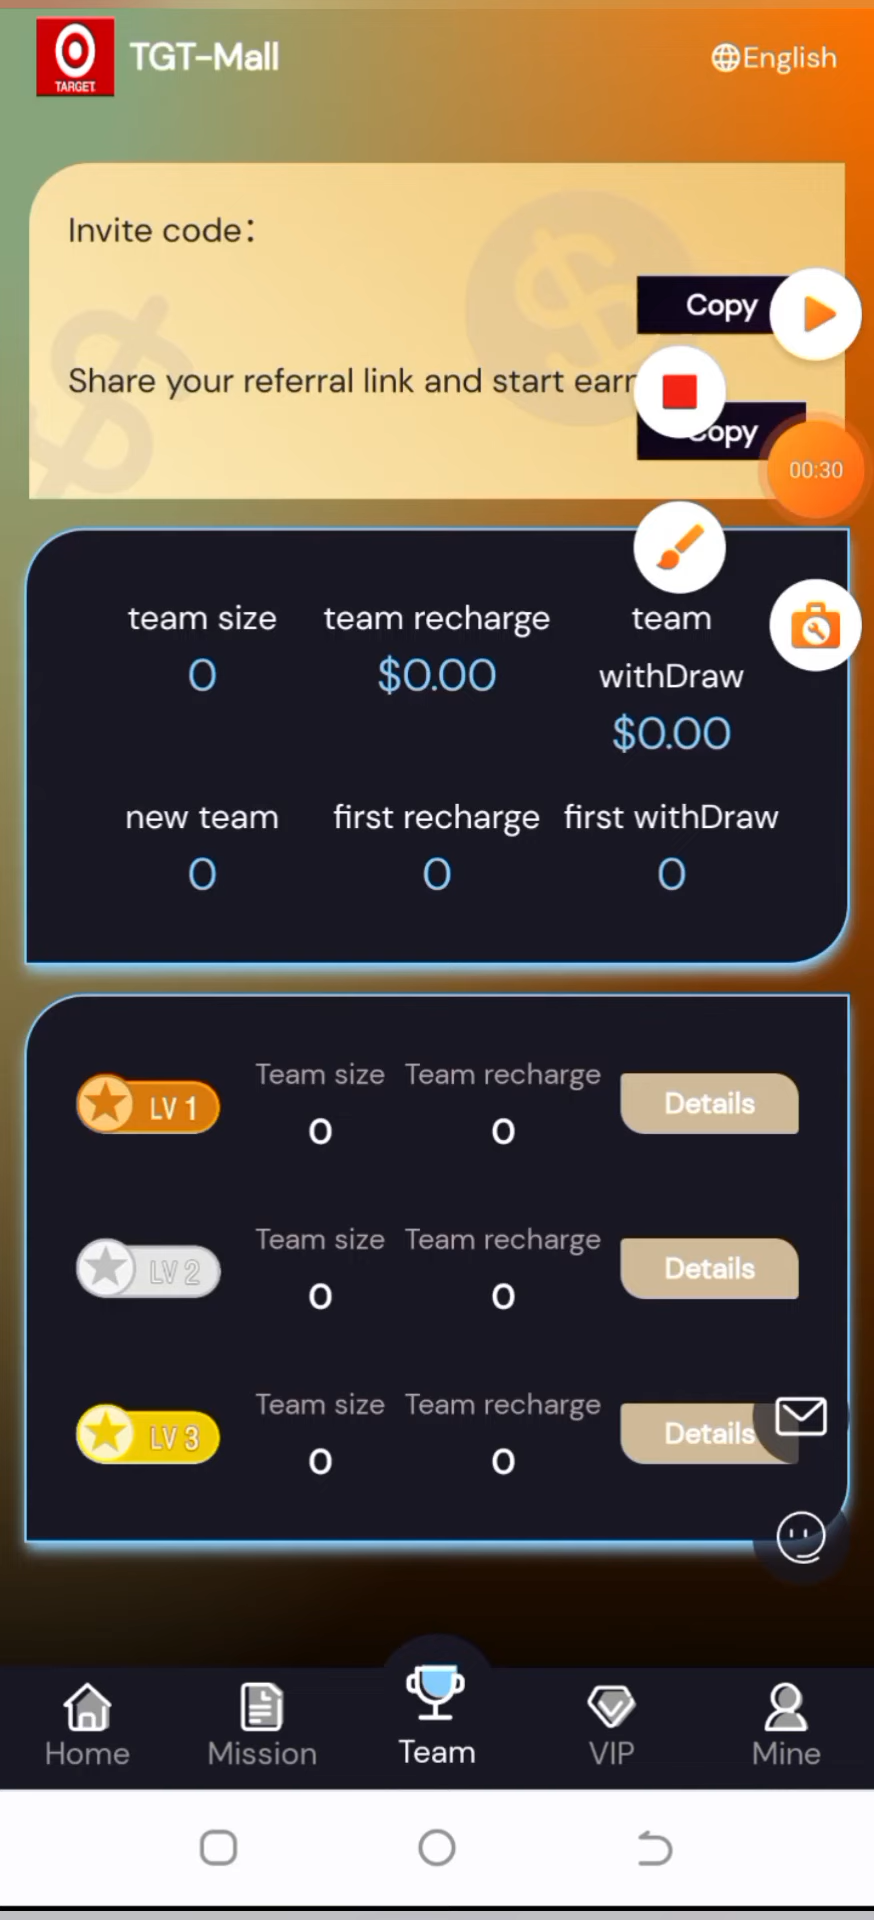 TARGET
TGT-Mall
English
Invite code:
Copy
Share your referral link and start earn
Copy
00:30
team size
team recharge
team withDraw
0
$0.00
$0.00
new team
first recharge
first withDraw
0
0
0
LV 1
Team size
Team recharge
0
0
Details
LV 2
Team size
Team recharge
0
0
Details
LV 3
Team size
Team recharge
0
0
Details
Home
Mission
Team
VIP
Mine